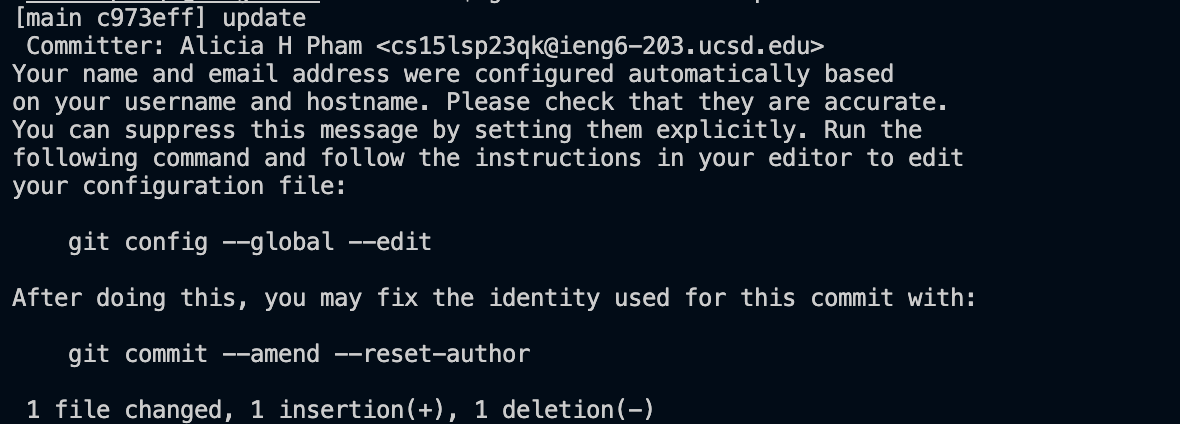 [main c973eff] update
Committer: Alicia H Pham <cs15lsp23qk@ieng6-203.ucsd.edu>
Your name and email address were configured automatically based
on your username and hostname. Please check that they are accurate.
You can suppress this message by setting them explicitly. Run the
following command and follow the instructions in your editor to edit
your configuration file:
git config --global --edit
After doing this, you may fix the identity used for this commit with:
git commit --amend --reset-author
1 file changed, 1 insertion(+), 1 deletion(-)